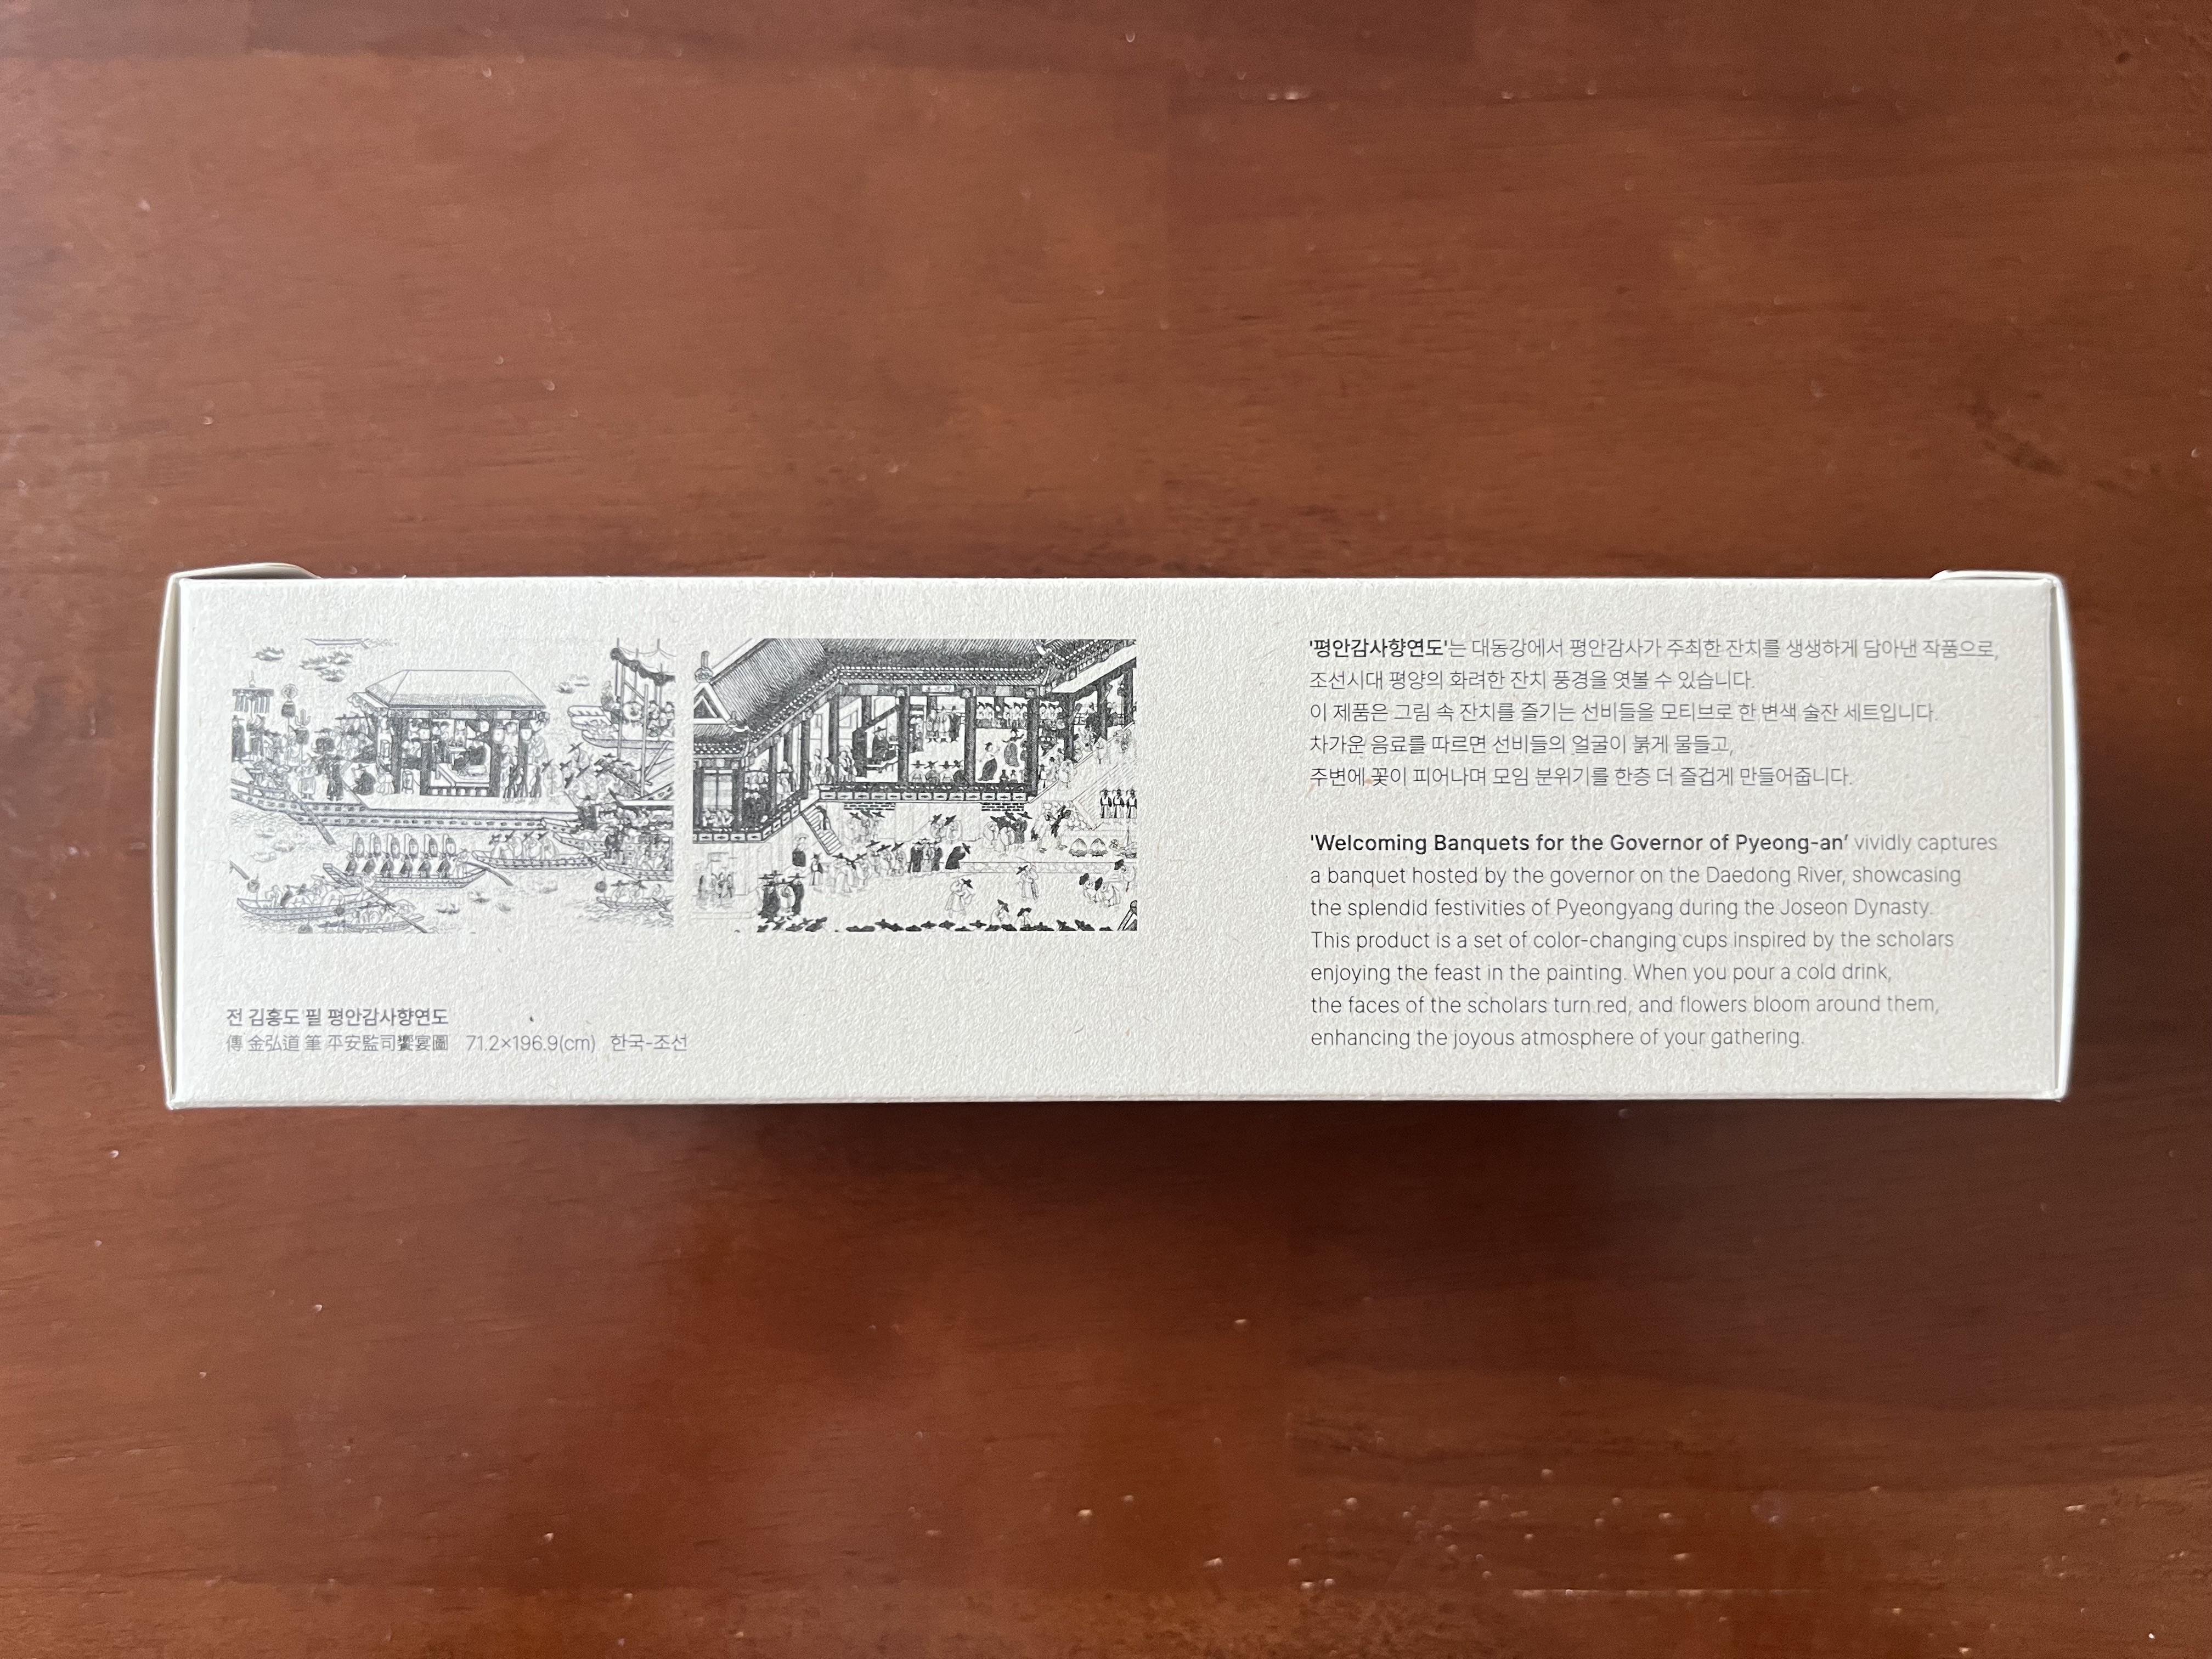 전 김홍도 필 평안감사향연도
傳 金弘道 筆 平安監司饗宴圖 71.2×196.9(cm) 한국-조선
'평안감사향연도'는 대동강에서 평안감사가 주최한 잔치를 생생하게 담아낸 작품으로,
조선시대 평양의 화려한 잔치 풍경을 엿볼 수 있습니다.
이 제품은 그림 속 잔치를 즐기는 선비들을 모티브로 한 변색 술잔 세트입니다.
차가운 음료를 따르면 선비들의 얼굴이 붉게 물들고,
주변에 꽃이 피어나며 모임 분위기를 한층 더 즐겁게 만들어줍니다.
'Welcoming Banquets for the Governor of Pyeong-an' vividly captures
a banquet hosted by the governor on the Daedong River, showcasing
the splendid festivities of Pyeongyang during the Joseon Dynasty.
This product is a set of color-changing cups inspired by the scholars
enjoying the feast in the painting. When you pour a cold drink,
the faces of the scholars turn red, and flowers bloom around them,
enhancing the joyous atmosphere of your gathering.